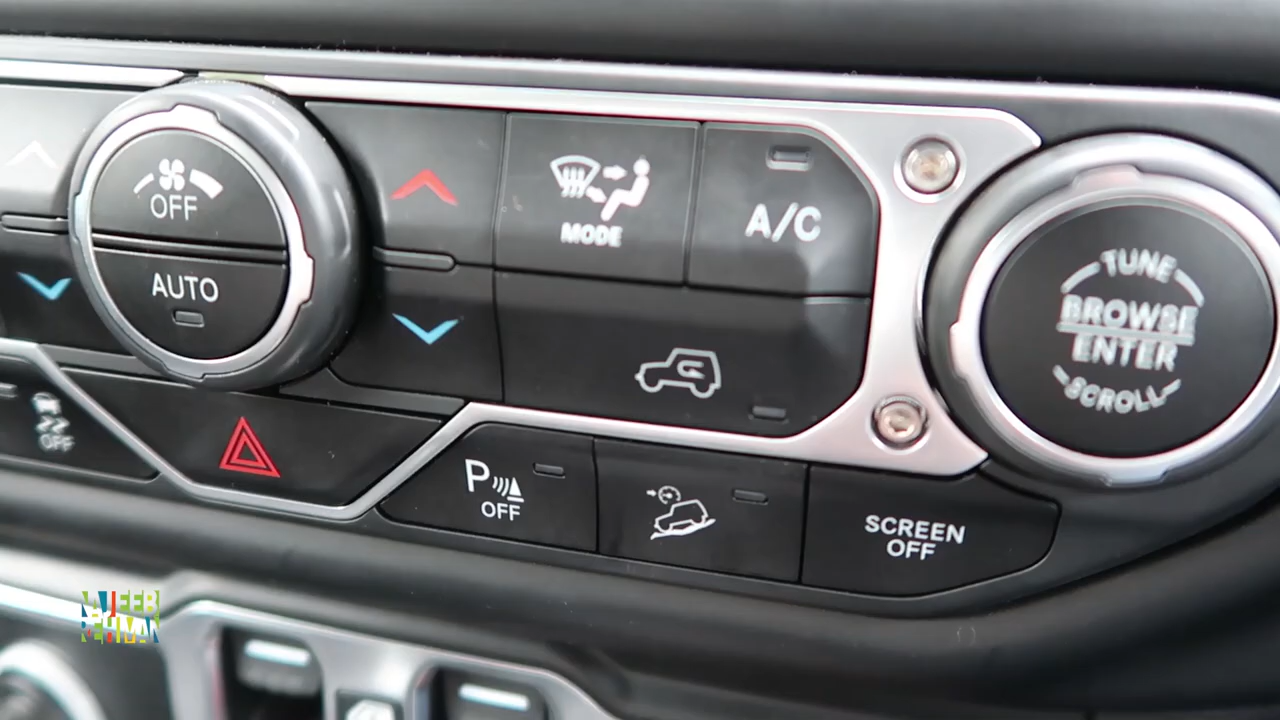 OFF
AUTO
MODE
A/C
TUNE
BROWSE
ENTER
SCROLL
OFF
P
OFF
SCREEN
OFF